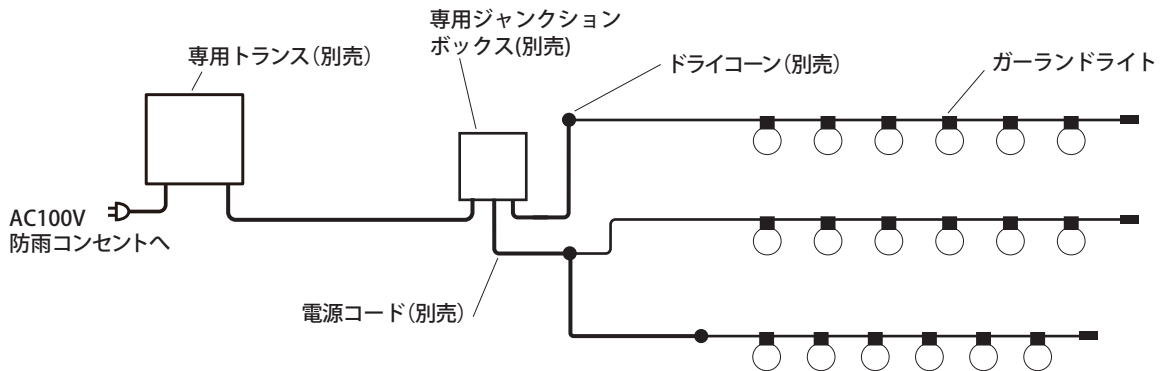 専用ジャンクション
ボックス(別売)
専用トランス(別売)
ドライコーン(別売)
ガーランドライト
AC100V
防雨コンセントへ
電源コード(別売)